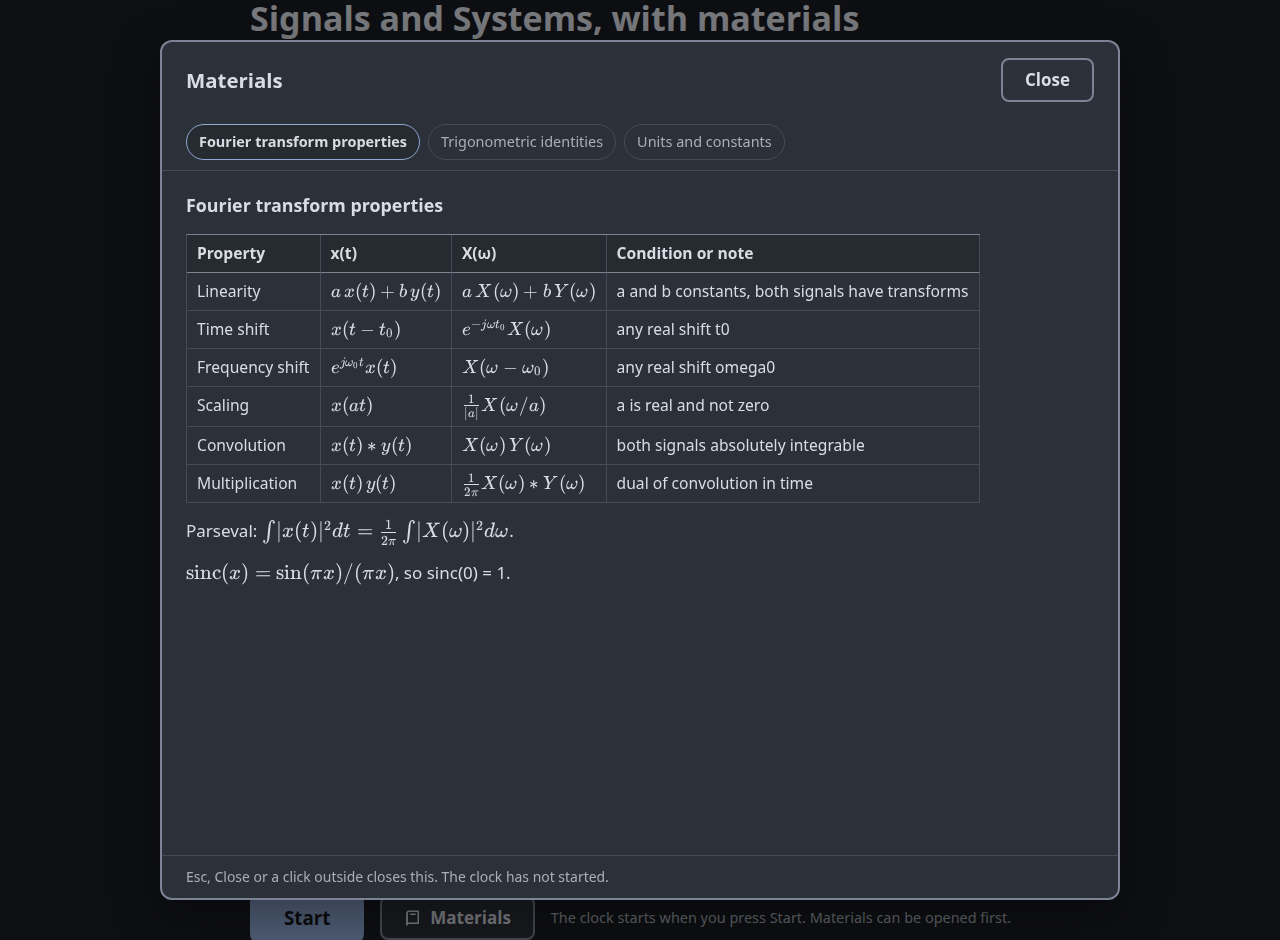 Signals and Systems, with materials
Materials
Close
Fourier transform properties
Trigonometric identities
Units and constants
Fourier transform properties
Property x(t) X(ω) Condition or note
Linearity a x(t) + b y(t) a X(ω) + b Y(ω) a and b constants, both signals have transforms
Time shift x(t − t₀) e^{−jωt₀} X(ω) any real shift t0
Frequency shift e^{jω₀t} x(t) X(ω − ω₀) any real shift omega0
Scaling x(at) 1/|a| X(ω/a) a is real and not zero
Convolution x(t) ∗ y(t) X(ω) Y(ω) both signals absolutely integrable
Multiplication x(t) y(t) 1/2π X(ω) ∗ Y(ω) dual of convolution in time
Parseval: ∫|x(t)|²dt = 1/2π ∫|X(ω)|²dω.
sinc(x) = sin(πx)/(πx), so sinc(0) = 1.
Esc, Close or a click outside closes this. The clock has not started.
Start
Materials
The clock starts when you press Start. Materials can be opened first.